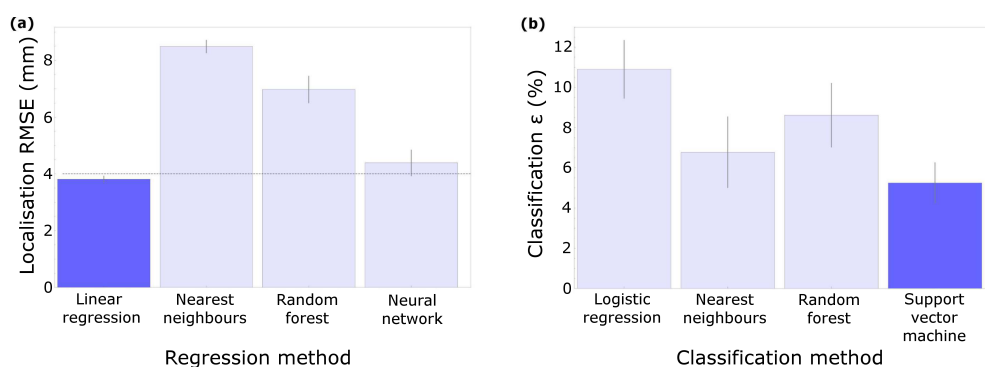 (a)
Localisation RMSE (mm)
8
6
4
2
0
Linear
regression
Nearest
neighbours
Random
forest
Neural
network
Regression method
(b)
Classification ε (%)
12
10
8
6
4
2
0
Logistic
regression
Nearest
neighbours
Random
forest
Support
vector
machine
Classification method